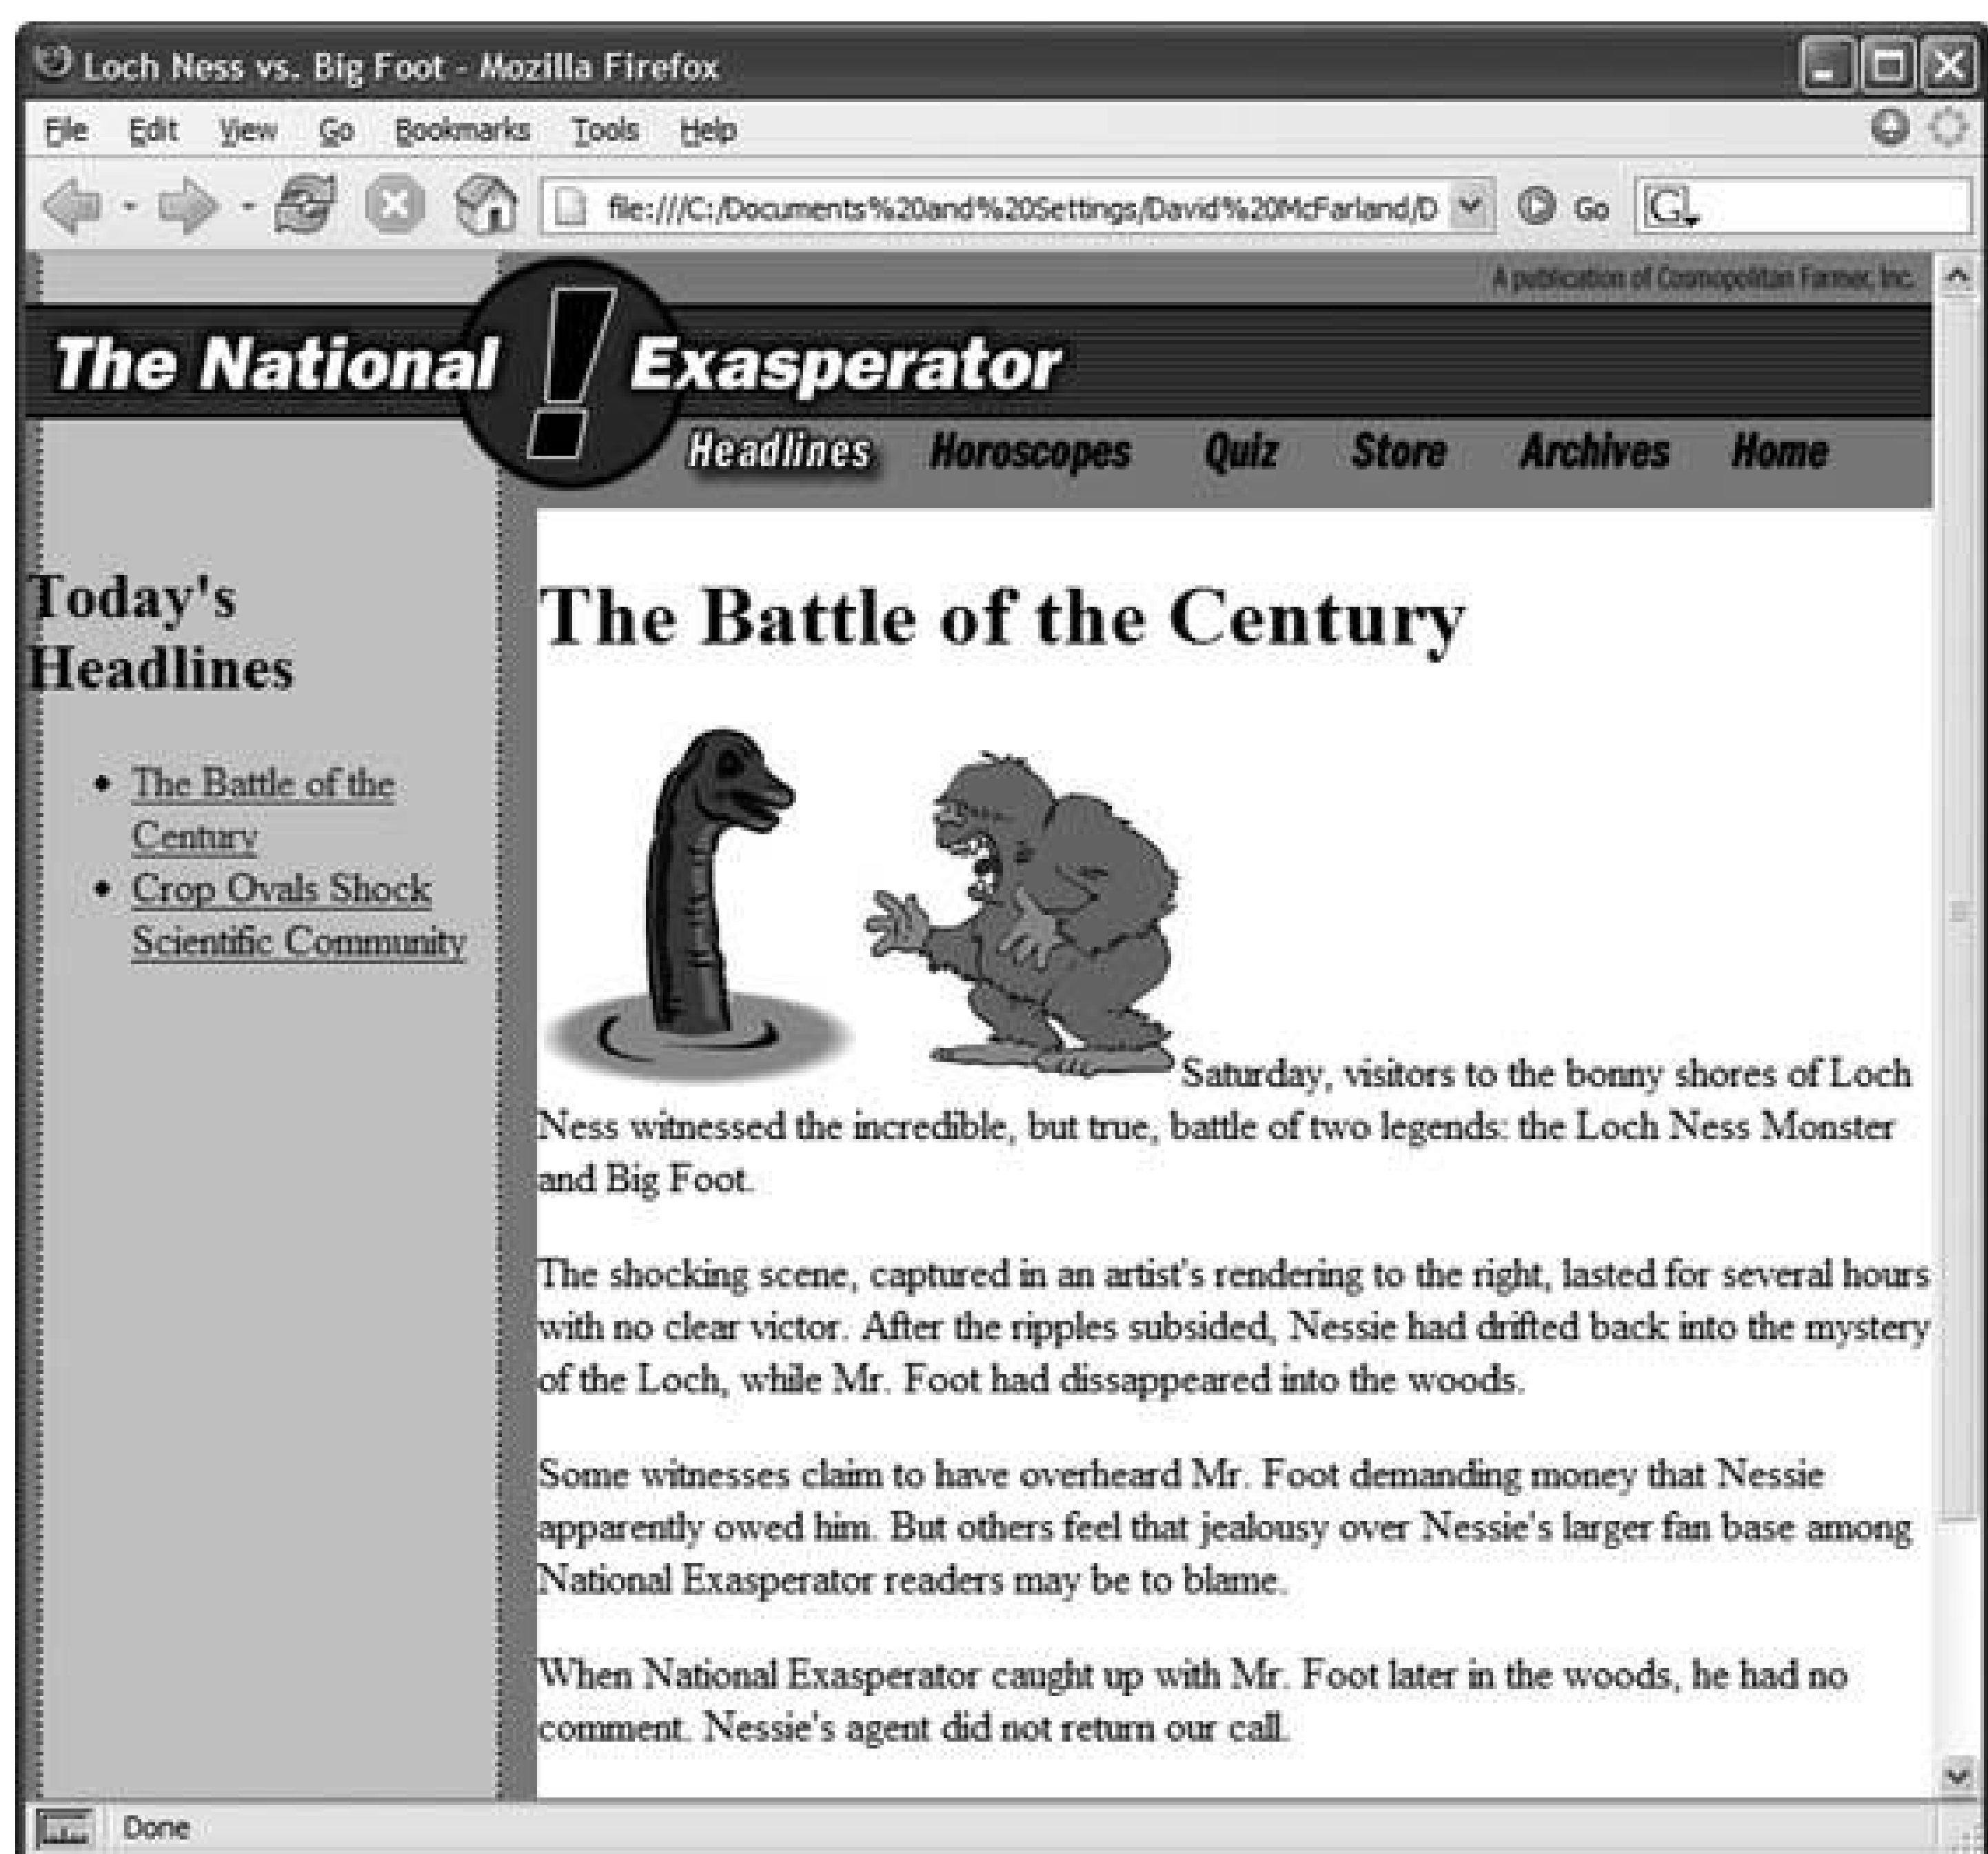 Loch Ness vs. Big Foot - Mozilla Firefox
File Edit View Go Bookmarks Tools Help
file:///C:/Documents%20and%20Settings/David%20McFarland/D Go G
A publication of Cosmopolitan Farmer, Inc.
The National ! Exasperator
Headlines Horoscopes Quiz Store Archives Home
Today's
Headlines
• The Battle of the
Century
• Crop Ovals Shock
Scientific Community
The Battle of the Century
Saturday, visitors to the bonny shores of Loch
Ness witnessed the incredible, but true, battle of two legends: the Loch Ness Monster
and Big Foot.
The shocking scene, captured in an artist's rendering to the right, lasted for several hours
with no clear victor. After the ripples subsided, Nessie had drifted back into the mystery
of the Loch, while Mr. Foot had dissappeared into the woods.
Some witnesses claim to have overheard Mr. Foot demanding money that Nessie
apparently owed him. But others feel that jealousy over Nessie's larger fan base among
National Exasperator readers may be to blame.
When National Exasperator caught up with Mr. Foot later in the woods, he had no
comment. Nessie's agent did not return our call.
Done